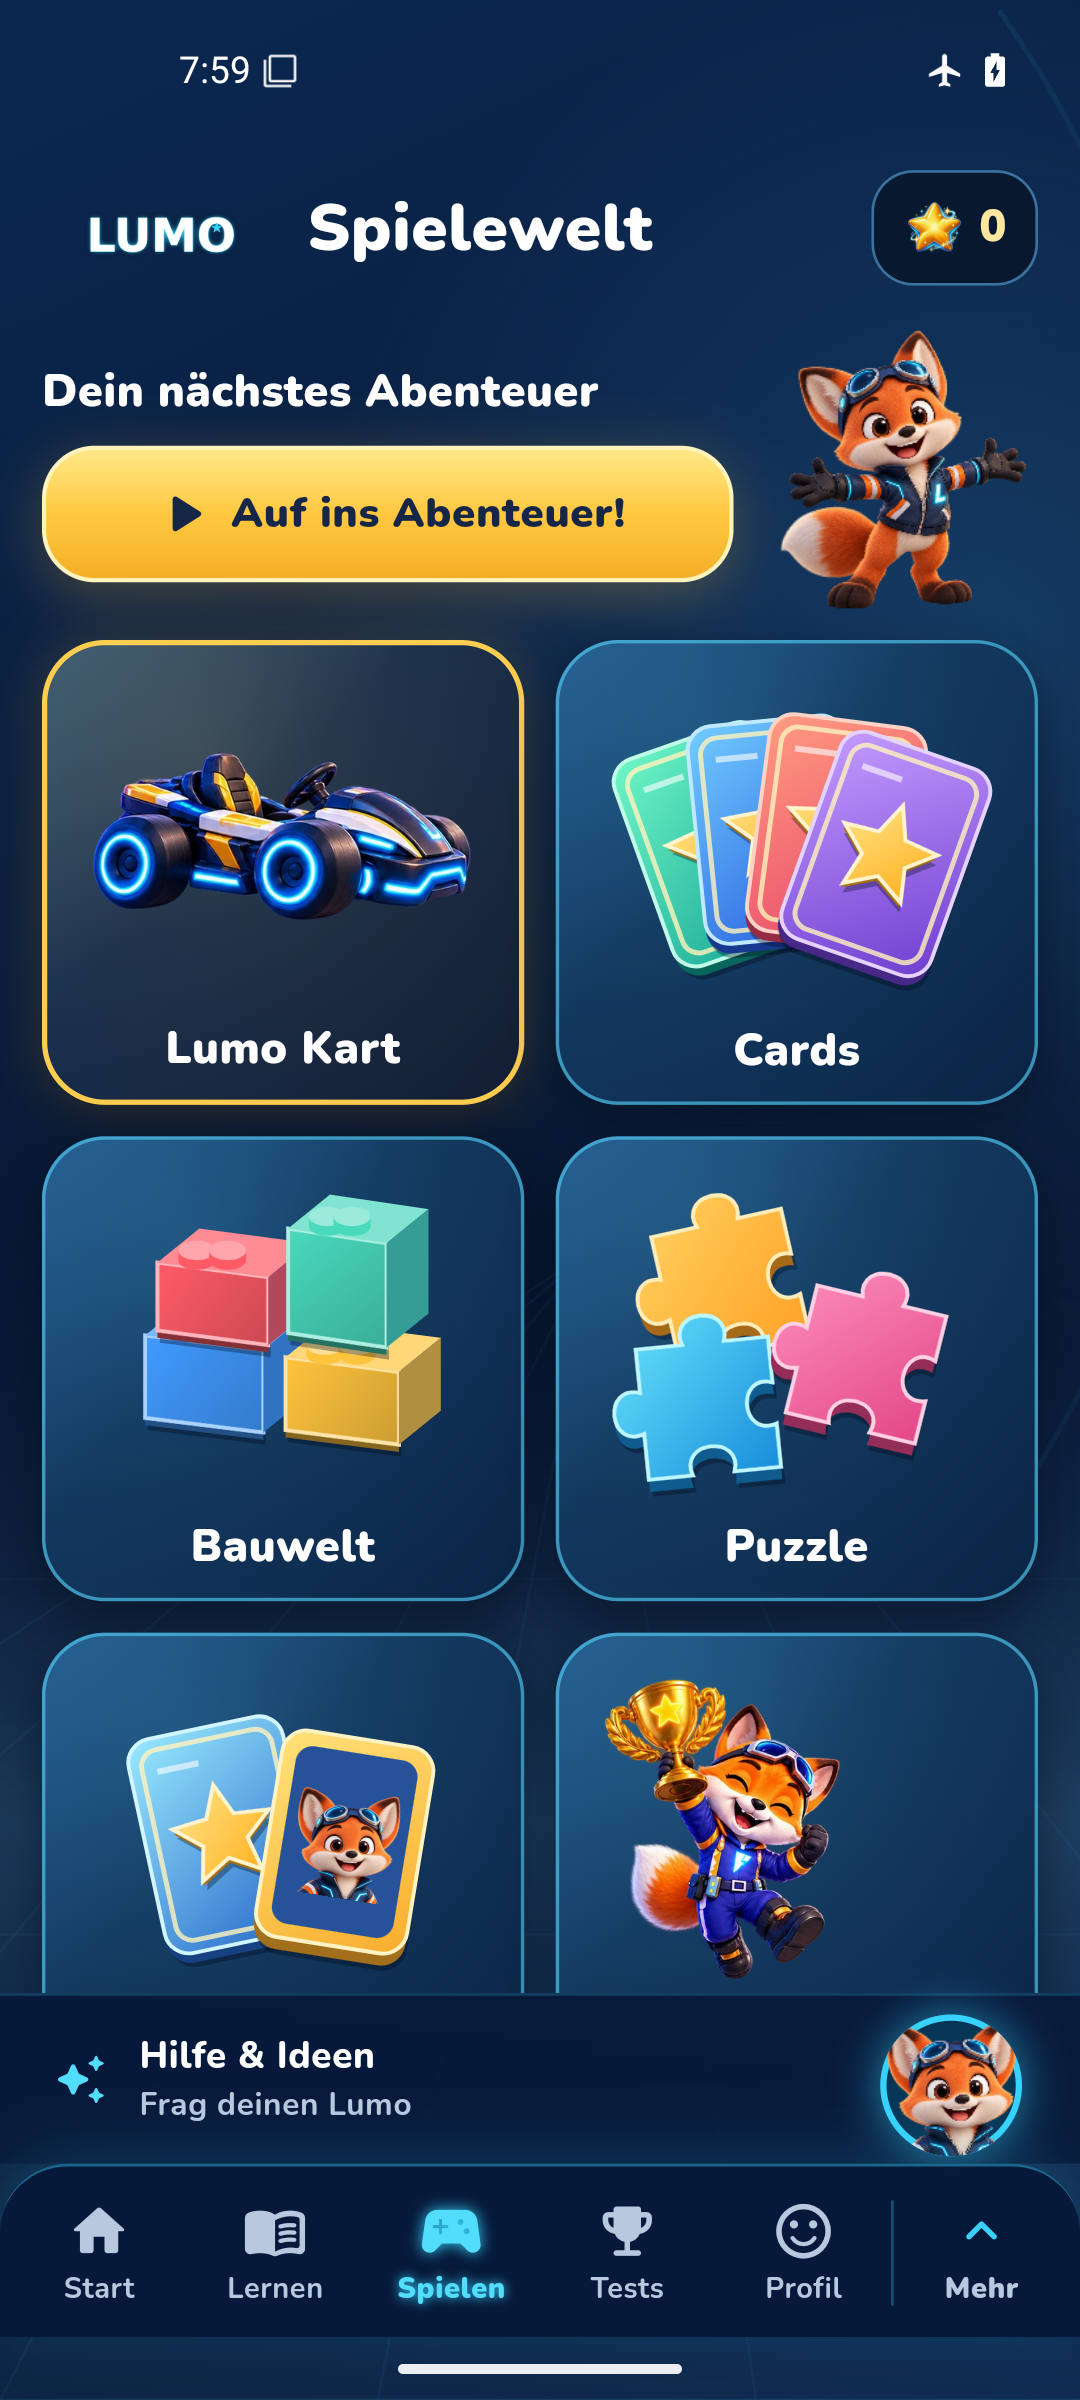 7:59
LUMO
Spielewelt
0
Dein nächstes Abenteuer
Auf ins Abenteuer!
Lumo Kart
Cards
Bauwelt
Puzzle
Hilfe & Ideen
Frag deinen Lumo
Start
Lernen
Spielen
Tests
Profil
Mehr